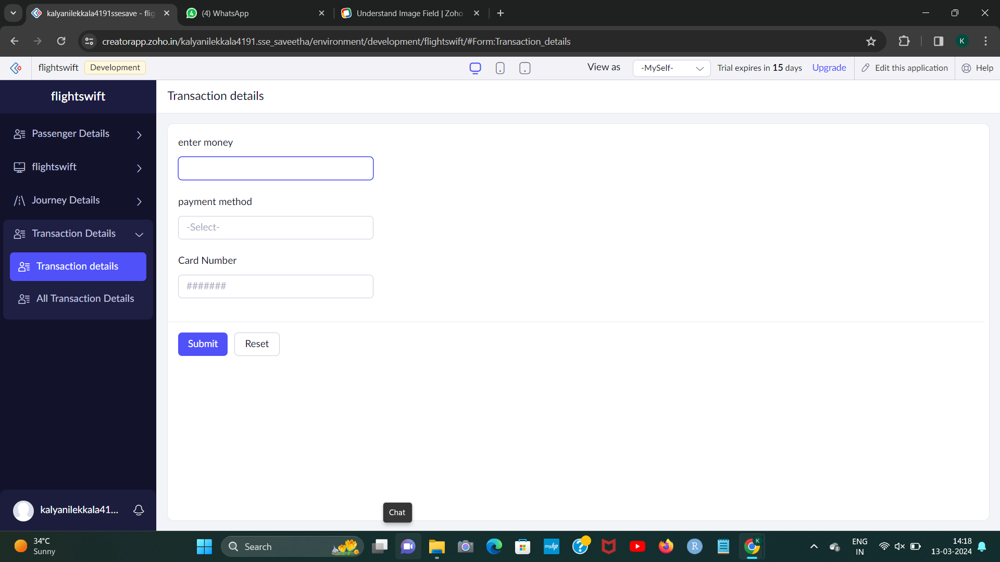 kalyanilekkala4191ssesave - flig
(4) WhatsApp
Understand Image Field | Zoho
creatorapp.zoho.in/kalyanilekkala4191.sse_saveetha/environment/development/flightswift/#Form:Transaction_details
K
flightswift
Development
View as
-MySelf-
Trial expires in 15 days
Upgrade
Edit this application
Help
flightswift
Transaction details
Passenger Details
flightswift
Journey Details
Transaction Details
Transaction details
All Transaction Details
enter money
payment method
-Select-
Card Number
#######
Submit
Reset
kalyanilekkala41...
Chat
34°C
Sunny
Search
myhp
R
K
ENG
IN
14:18
13-03-2024